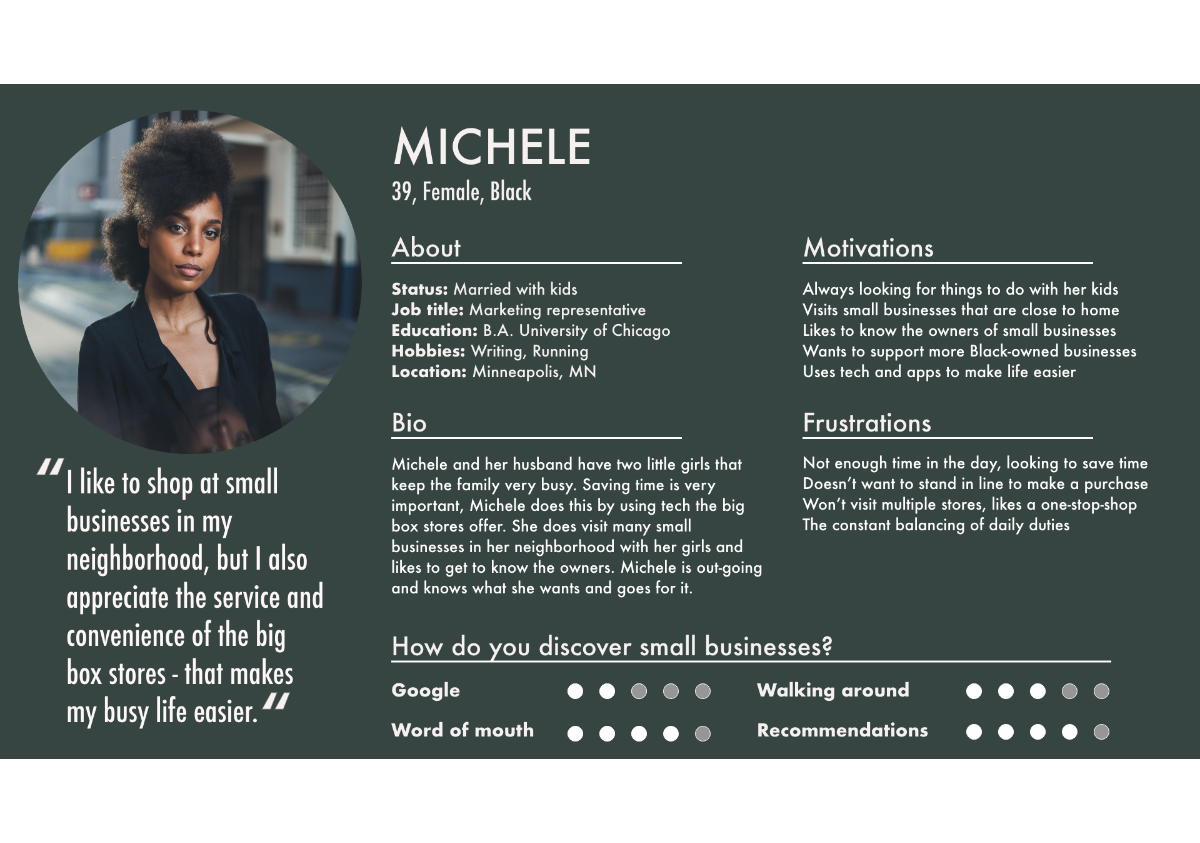 MICHELE
39, Female, Black
About
Status: Married with kids
Job title: Marketing representative
Education: B.A. University of Chicago
Hobbies: Writing, Running
Location: Minneapolis, MN
Motivations
Always looking for things to do with her kids
Visits small businesses that are close to home
Likes to know the owners of small businesses
Wants to support more Black-owned businesses
Uses tech and apps to make life easier
Bio
Michele and her husband have two little girls that
keep the family very busy. Saving time is very
important, Michele does this by using tech the big
box stores offer. She does visit many small
businesses in her neighborhood with her girls and
likes to get to know the owners. Michele is out-going
and knows what she wants and goes for it.
Frustrations
Not enough time in the day, looking to save time
Doesn’t want to stand in line to make a purchase
Won’t visit multiple stores, likes a one-stop-shop
The constant balancing of daily duties
“I like to shop at small
businesses in my
neighborhood, but I also
appreciate the service and
convenience of the big
box stores - that makes
my busy life easier.“
How do you discover small businesses?
Google
Walking around
Word of mouth
Recommendations